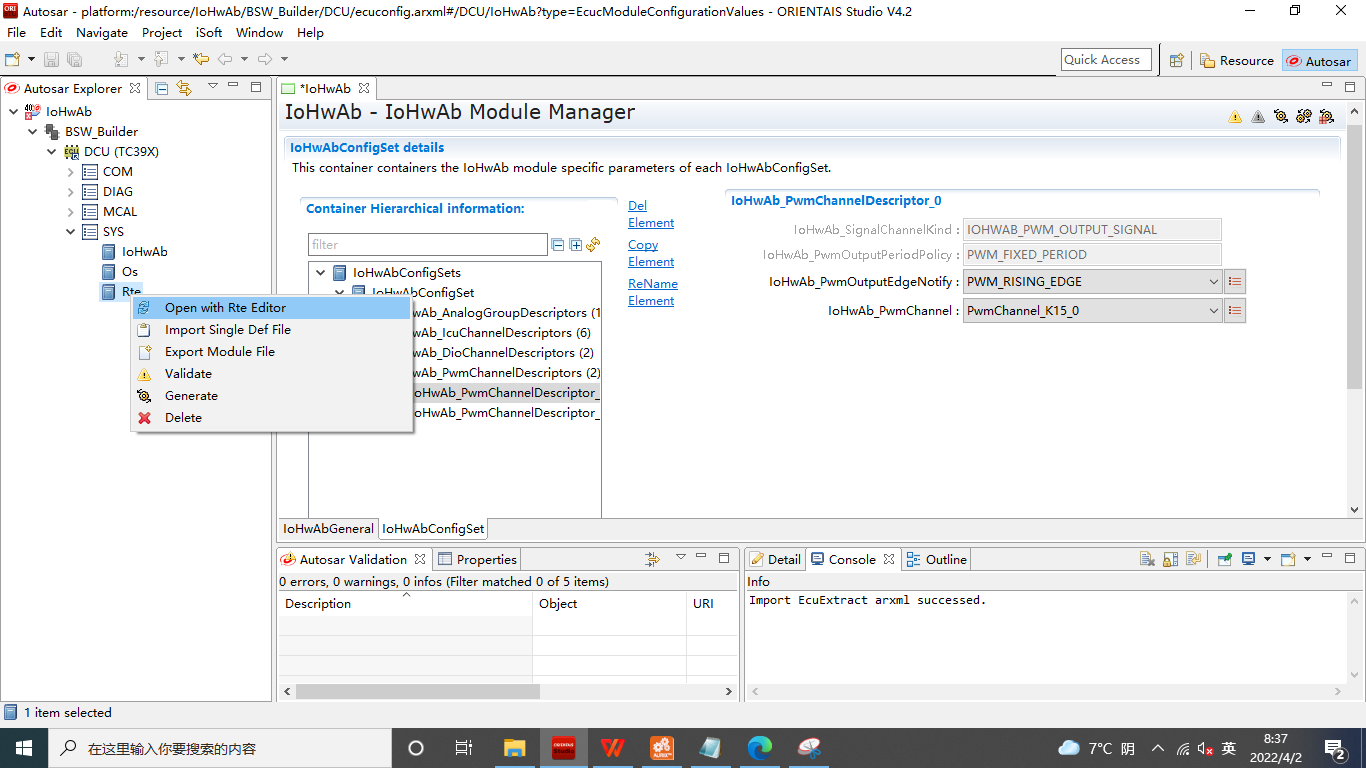 Autosar - platform:/resource/IoHwAb/BSW_Builder/DCU/ecuconfig.arxml#/DCU/IoHwAb?type=EcucModuleConfigurationValues - ORIENTAIS Studio V4.2
File Edit Navigate Project iSoft Window Help
Quick Access
Resource
Autosar
Autosar Explorer
IoHwAb
BSW_Builder
DCU (TC39X)
COM
DIAG
MCAL
SYS
IoHwAb
Os
Rte
Open with Rte Editor
Import Single Def File
Export Module File
Validate
Generate
Delete
*IoHwAb
IoHwAb - IoHwAb Module Manager
IoHwAbConfigSet details
This container containers the IoHwAb module specific parameters of each IoHwAbConfigSet.
Container Hierarchical information:
filter
IoHwAbConfigSets
IoHwAbConfigSet
wAb_AnalogGroupDescriptors (1
wAb_IcuChannelDescriptors (6)
wAb_DioChannelDescriptors (2)
wAb_PwmChannelDescriptors (2)
oHwAb_PwmChannelDescriptor_
oHwAb_PwmChannelDescriptor_
Del
Element
Copy
Element
ReName
Element
IoHwAb_PwmChannelDescriptor_0
IoHwAb_SignalChannelKind : IOHWAB_PWM_OUTPUT_SIGNAL
IoHwAb_PwmOutputPeriodPolicy : PWM_FIXED_PERIOD
IoHwAb_PwmOutputEdgeNotify : PWM_RISING_EDGE
IoHwAb_PwmChannel : PwmChannel_K15_0
IoHwAbGeneral IoHwAbConfigSet
Autosar Validation Properties
0 errors, 0 warnings, 0 infos (Filter matched 0 of 5 items)
Description Object URI
Detail Console Outline
Info
Import EcuExtract arxml successed.
1 item selected
在这里输入你要搜索的内容
7°C 阴
英
8:37
2022/4/2
2